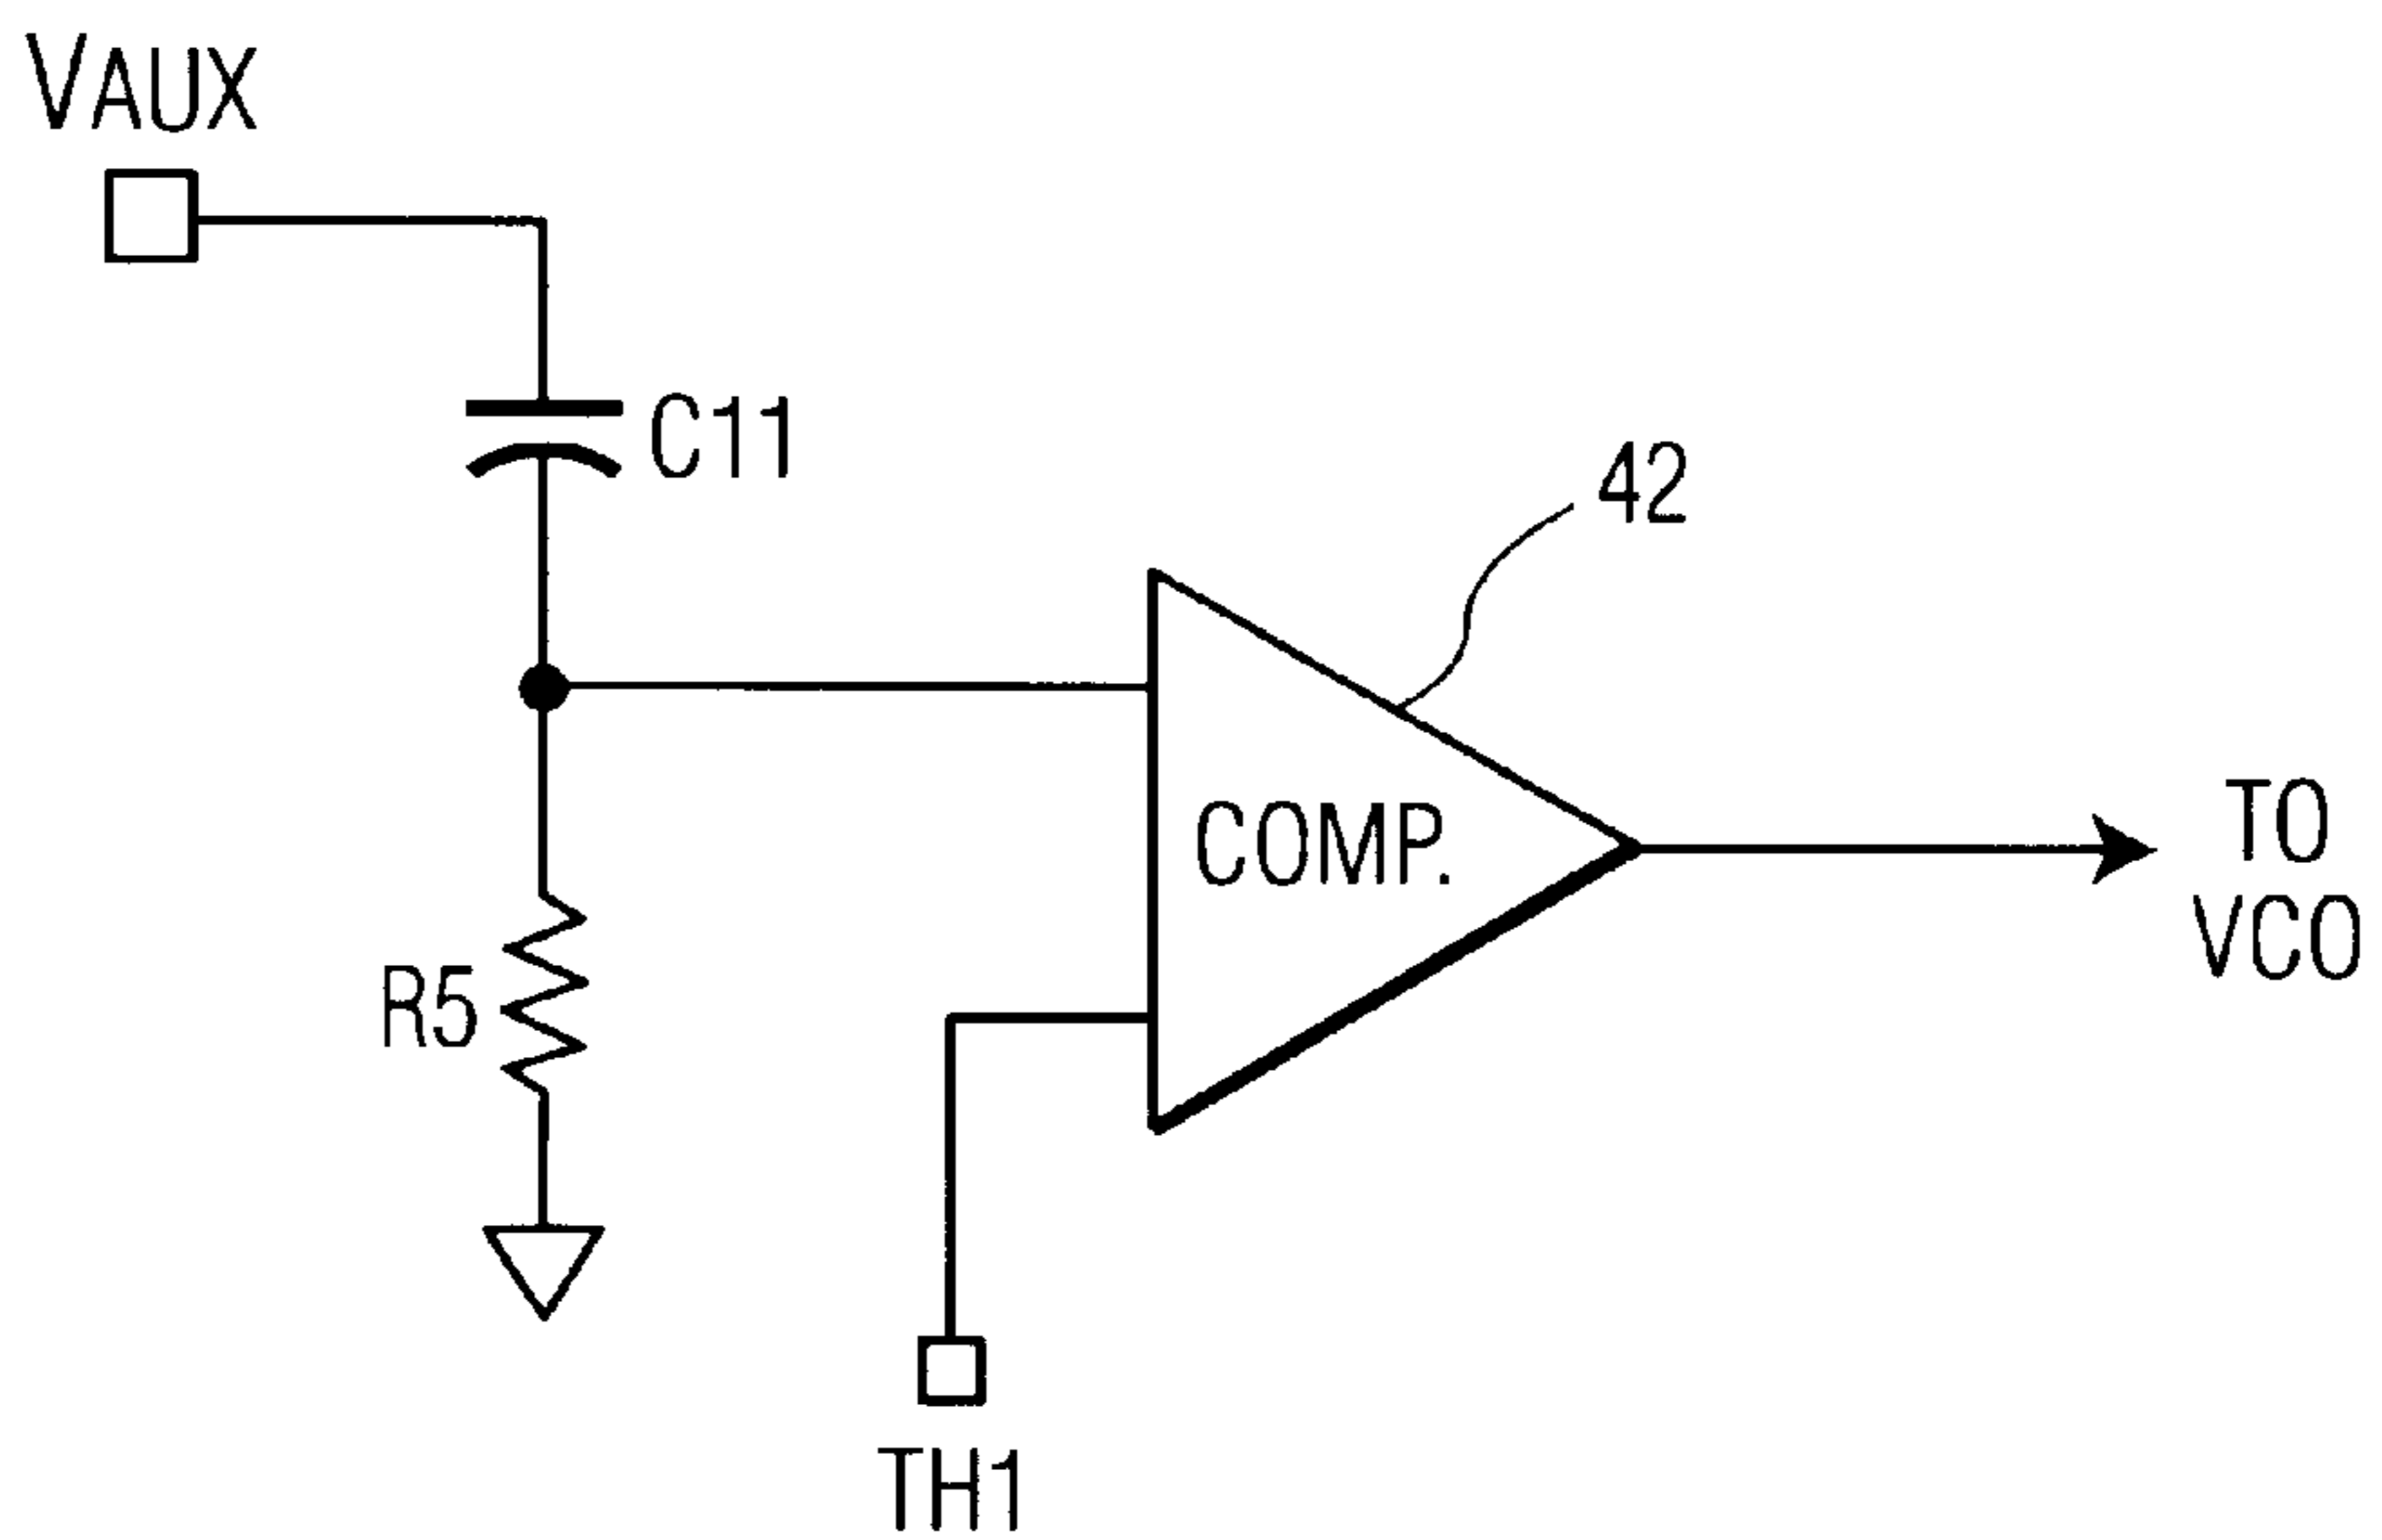 VAUX
C11
42
COMP.
TO
VCO
R5
TH1